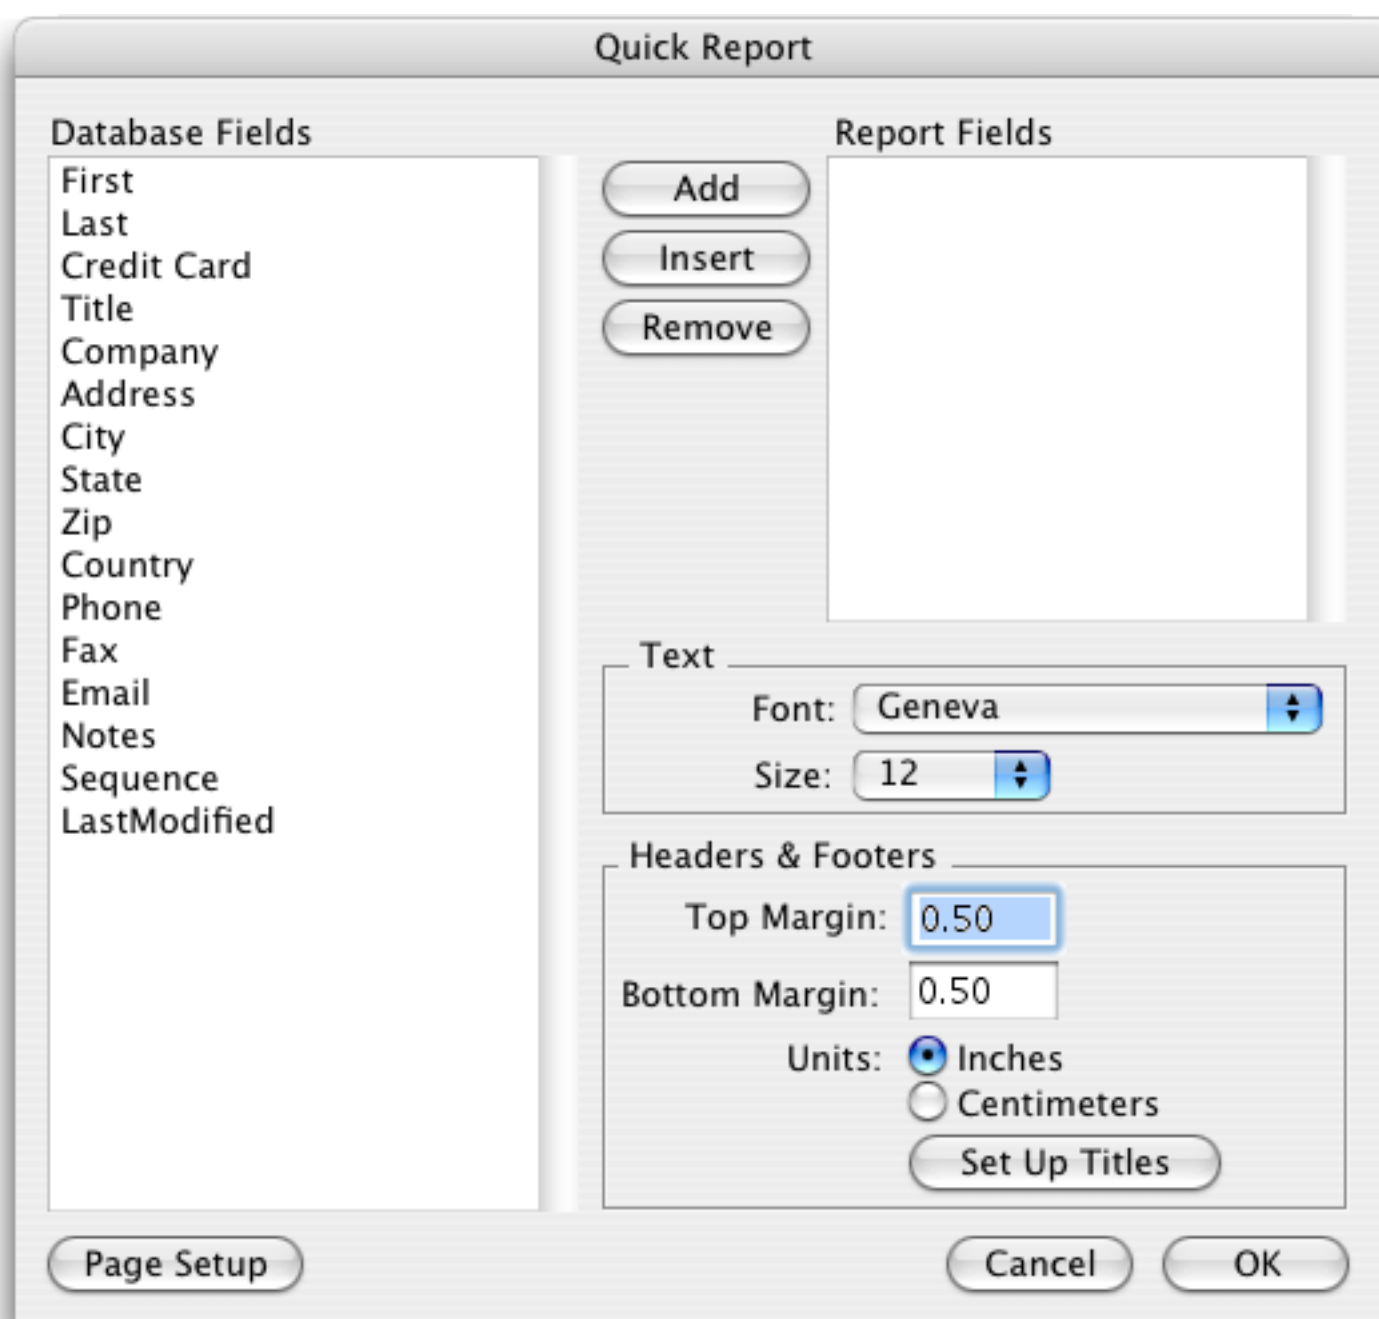 Quick Report
Database Fields
First
Last
Credit Card
Title
Company
Address
City
State
Zip
Country
Phone
Fax
Email
Notes
Sequence
LastModified
Add
Insert
Remove
Report Fields
Text
Font: Geneva
Size: 12
Headers & Footers
Top Margin: 0.50
Bottom Margin: 0.50
Units: Inches
Centimeters
Set Up Titles
Page Setup
Cancel
OK